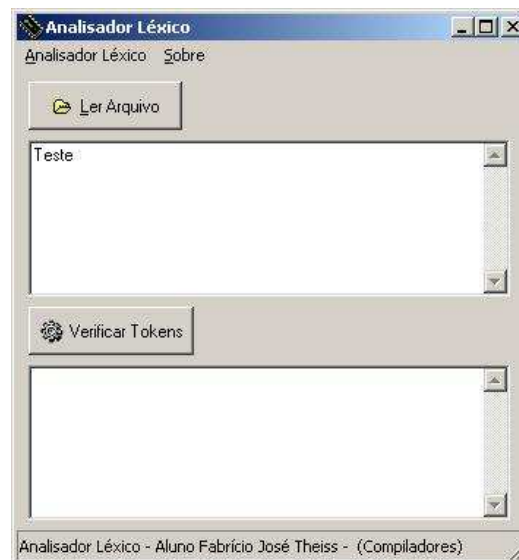 Analisador Léxico
Analisador Léxico Sobre
Ler Arquivo
Teste
Verificar Tokens
Analisador Léxico - Aluno Fabrício José Theiss - (Compiladores)